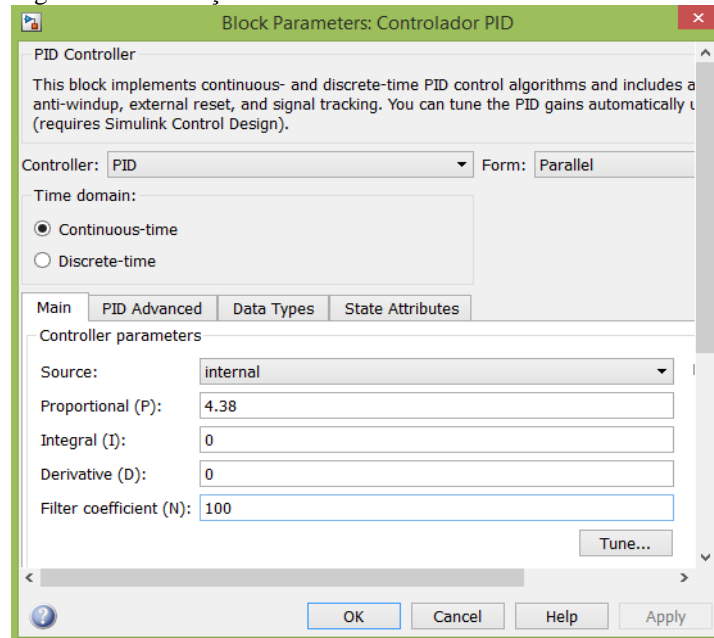 Block Parameters: Controlador PID
PID Controller
This block implements continuous- and discrete-time PID control algorithms and includes a
anti-windup, external reset, and signal tracking. You can tune the PID gains automatically
(requires Simulink Control Design).
Controller: PID Form: Parallel
Time domain:
Continuous-time
Discrete-time
Main PID Advanced Data Types State Attributes
Controller parameters
Source: internal
Proportional (P): 4.38
Integral (I): 0
Derivative (D): 0
Filter coefficient (N): 100
Tune...
OK Cancel Help Apply